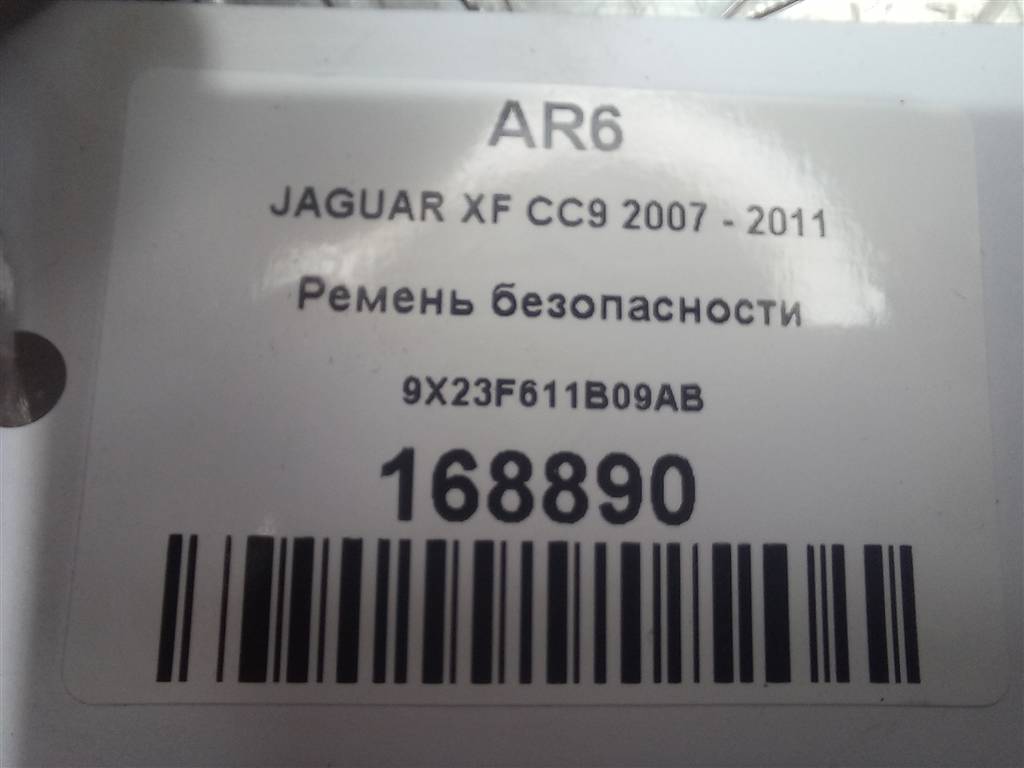 AR6
JAGUAR XF CC9 2007 - 2011
Ремень безопасности
9X23F611B09AB
168890